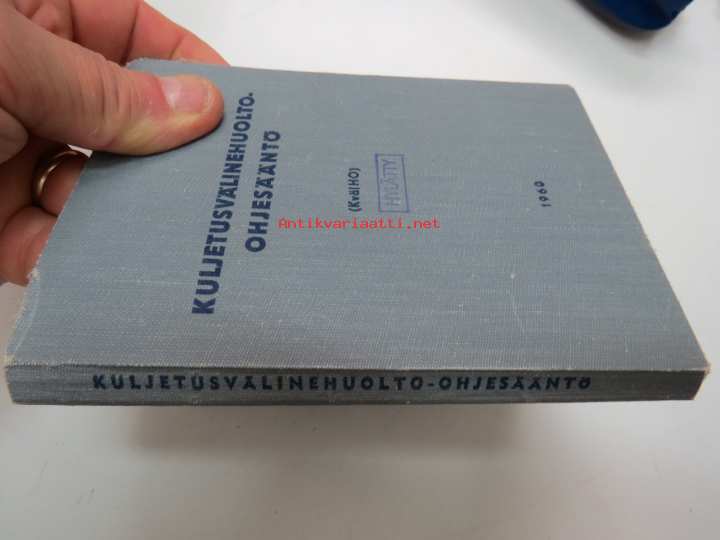 KULJETUSVÄLINEHUOLTO-
OHJESÄÄNTÖ
(KvälHO)
HYLÄTTY
1960
Antikvariaatti.net
KULJETUSVÄLINEHUOLTO-OHJESÄÄNTÖ